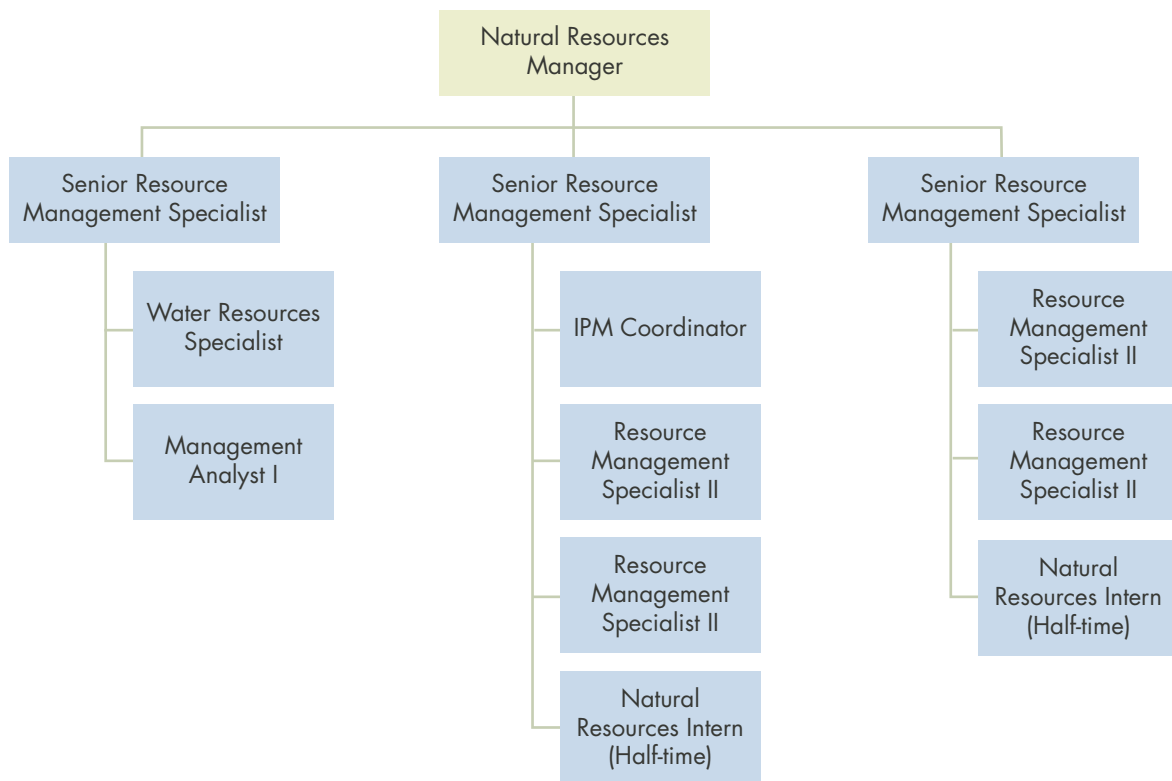 Natural Resources
Manager
Senior Resource
Management Specialist
Water Resources
Specialist
Management
Analyst I
Senior Resource
Management Specialist
IPM Coordinator
Resource
Management
Specialist II
Resource
Management
Specialist II
Natural
Resources Intern
(Half-time)
Senior Resource
Management Specialist
Resource
Management
Specialist II
Resource
Management
Specialist II
Natural
Resources Intern
(Half-time)